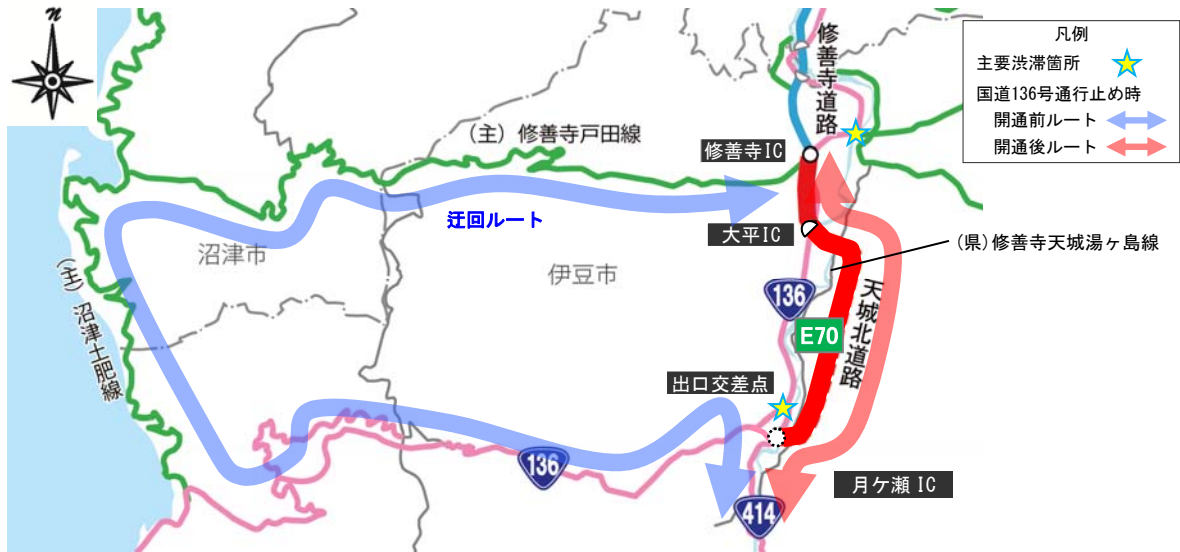 N
凡例
主要渋滞箇所
国道136号通行止め時
開通前ルート
開通後ルート
修善寺道路
(主)修善寺戸田線
修善寺IC
迂回ルート
大平IC
沼津市
伊豆市
(県)修善寺天城湯ヶ島線
(主)沼津土肥線
136
E70
天城北道路
出口交差点
136
月ケ瀬 IC
414